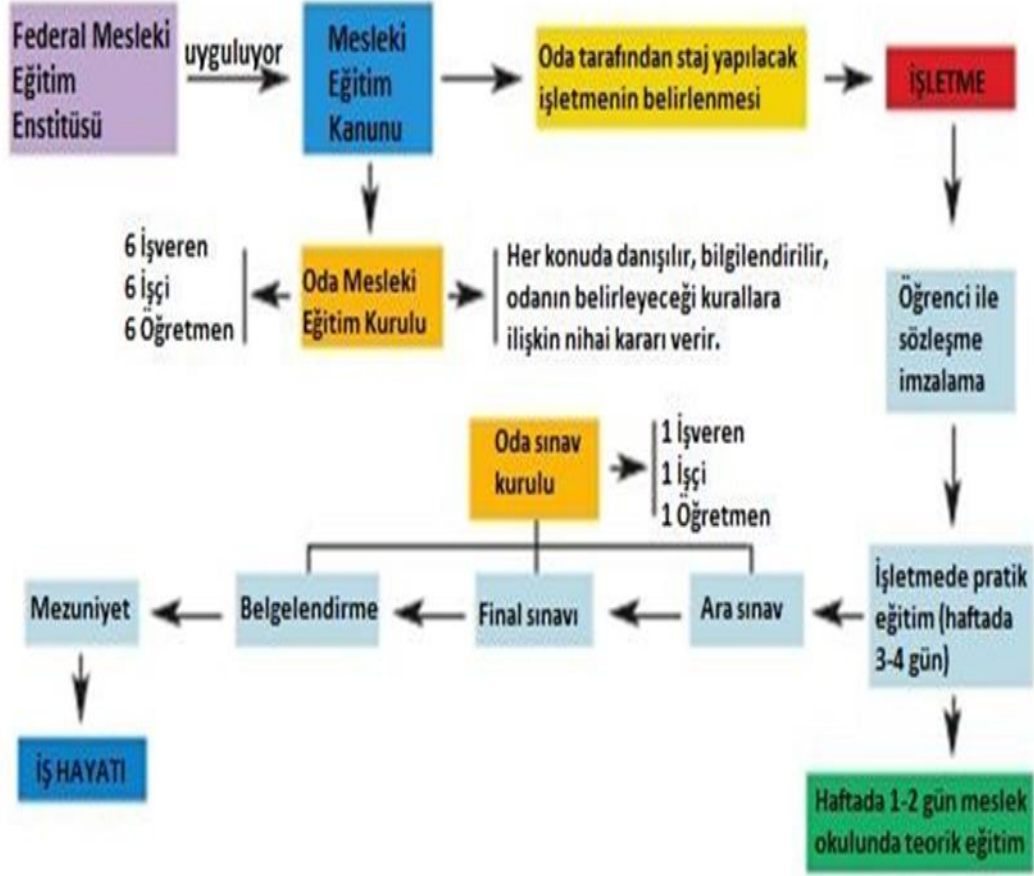 Federal Mesleki
Eğitim
Enstitüsü
uyguluyor
Mesleki
Eğitim
Kanunu
Oda tarafından staj yapılacak
işletmenin belirlenmesi
İŞLETME
6 İşveren
6 İşçi
6 Öğretmen
Oda Mesleki
Eğitim Kurulu
Her konuda danışılır, bilgilendirilir,
odanın belirleyeceği kurallara
ilişkin nihai kararı verir.
Öğrenci ile
sözleşme
imzalama
Oda sınav
kurulu
1 İşveren
1 İşçi
1 Öğretmen
İşletmede pratik
eğitim (haftada
3-4 gün)
Ara sınav
Final sınavı
Belgelendirme
Mezuniyet
İŞ HAYATI
Haftada 1-2 gün meslek
okulunda teorik eğitim